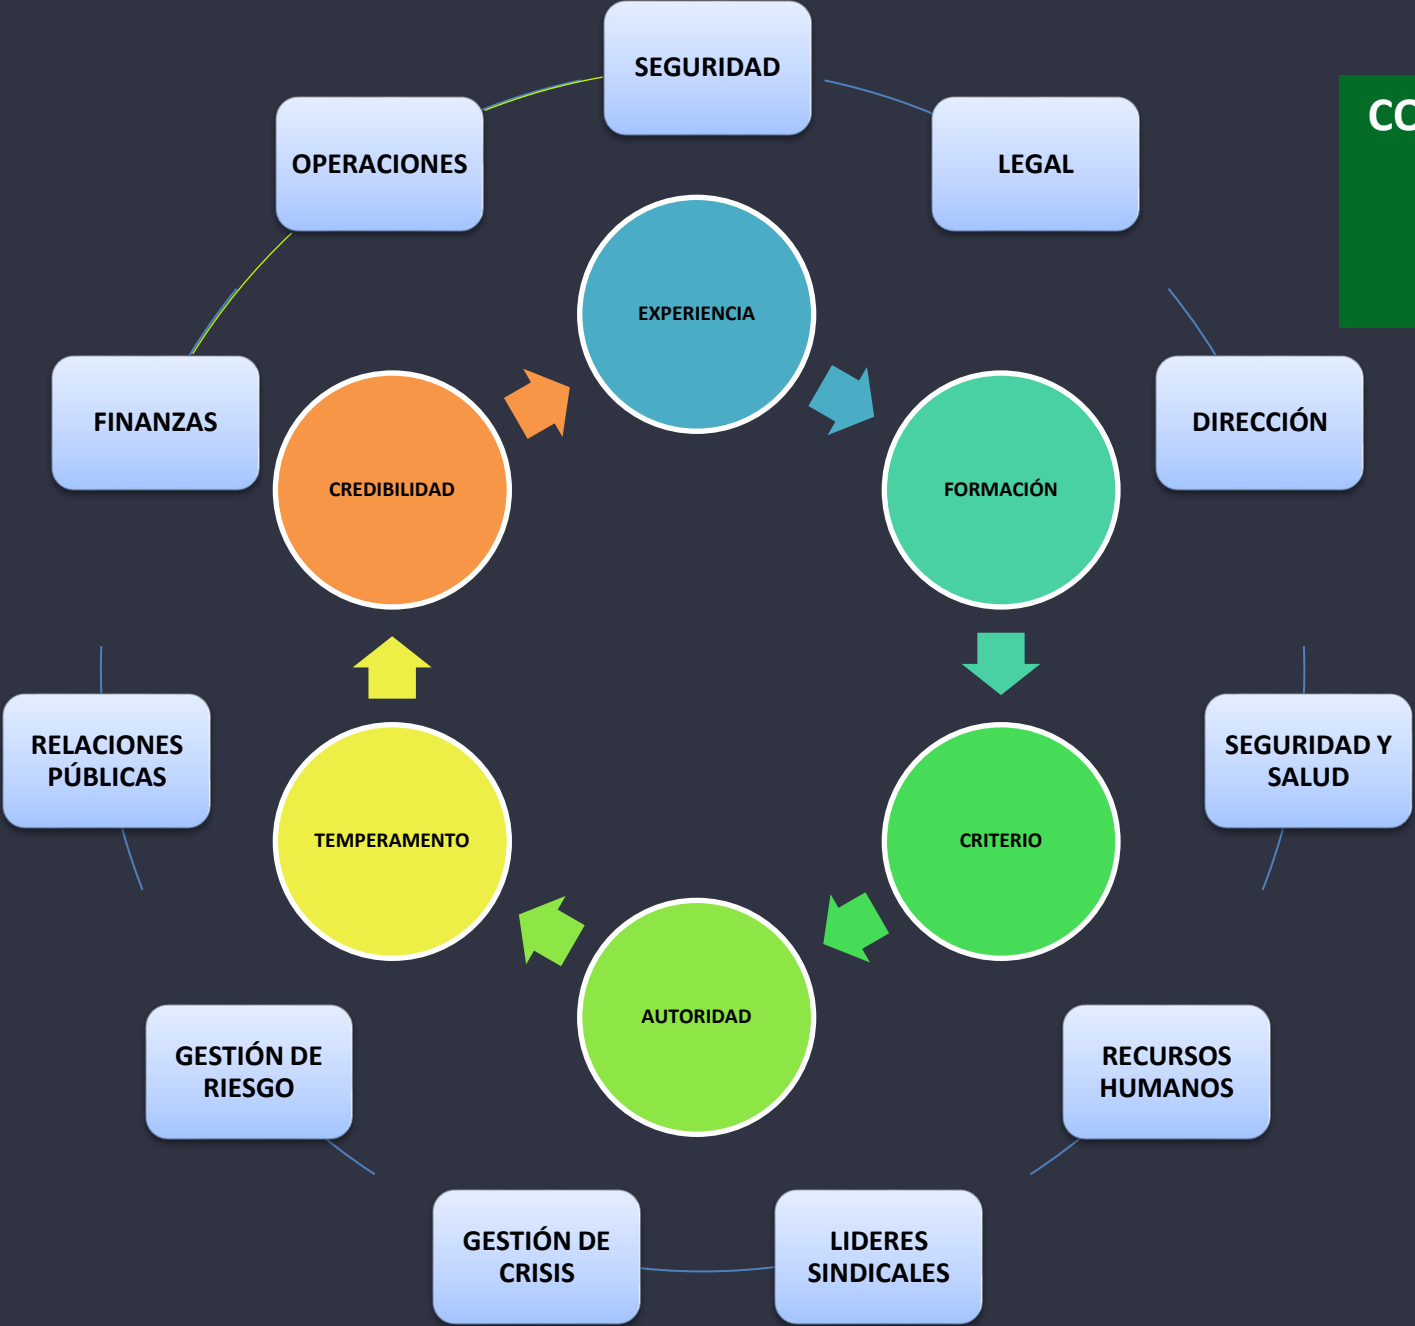 SEGURIDAD
CO
OPERACIONES
LEGAL
EXPERIENCIA
FINANZAS
DIRECCIÓN
CREDIBILIDAD
FORMACIÓN
RELACIONES
PÚBLICAS
SEGURIDAD Y
SALUD
TEMPERAMENTO
CRITERIO
AUTORIDAD
GESTIÓN DE
RIESGO
RECURSOS
HUMANOS
GESTIÓN DE
CRISIS
LIDERES
SINDICALES